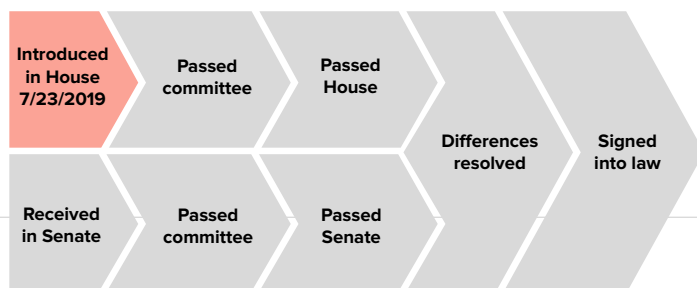 Introduced
in House
7/23/2019
Passed
committee
Passed
House
Differences
resolved
Signed
into law
Received
in Senate
Passed
committee
Passed
Senate